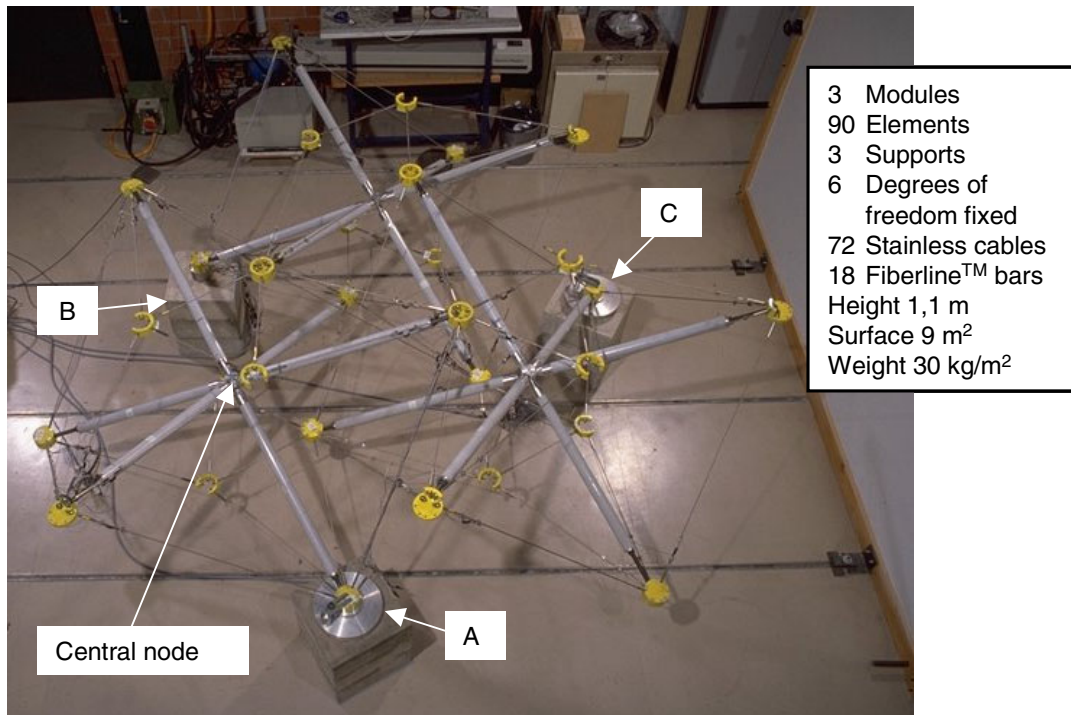 3 Modules
90 Elements
3 Supports
6 Degrees of
freedom fixed
72 Stainless cables
18 Fiberline™ bars
Height 1,1 m
Surface 9 m²
Weight 30 kg/m²
C
B
A
Central node